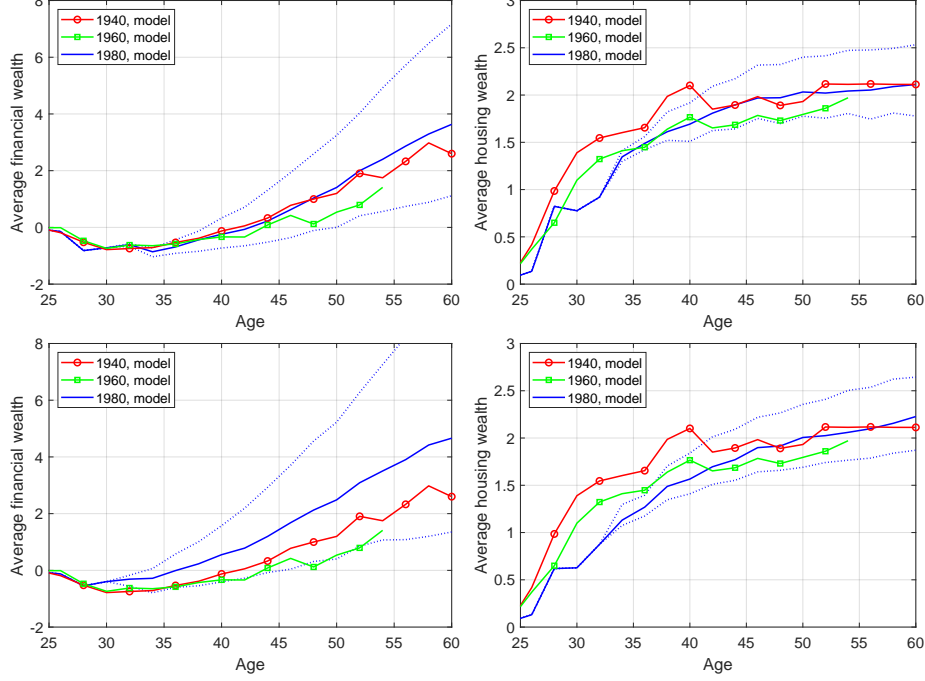 Average financial wealth
8
6
4
2
0
-2
1940, model
1960, model
1980, model
25 30 35 40 45 50 55 60
Age
Average housing wealth
3
2.5
2
1.5
1
0.5
0
1940, model
1960, model
1980, model
25 30 35 40 45 50 55 60
Age
Average financial wealth
8
6
4
2
0
-2
1940, model
1960, model
1980, model
25 30 35 40 45 50 55 60
Age
Average housing wealth
3
2.5
2
1.5
1
0.5
0
1940, model
1960, model
1980, model
25 30 35 40 45 50 55 60
Age